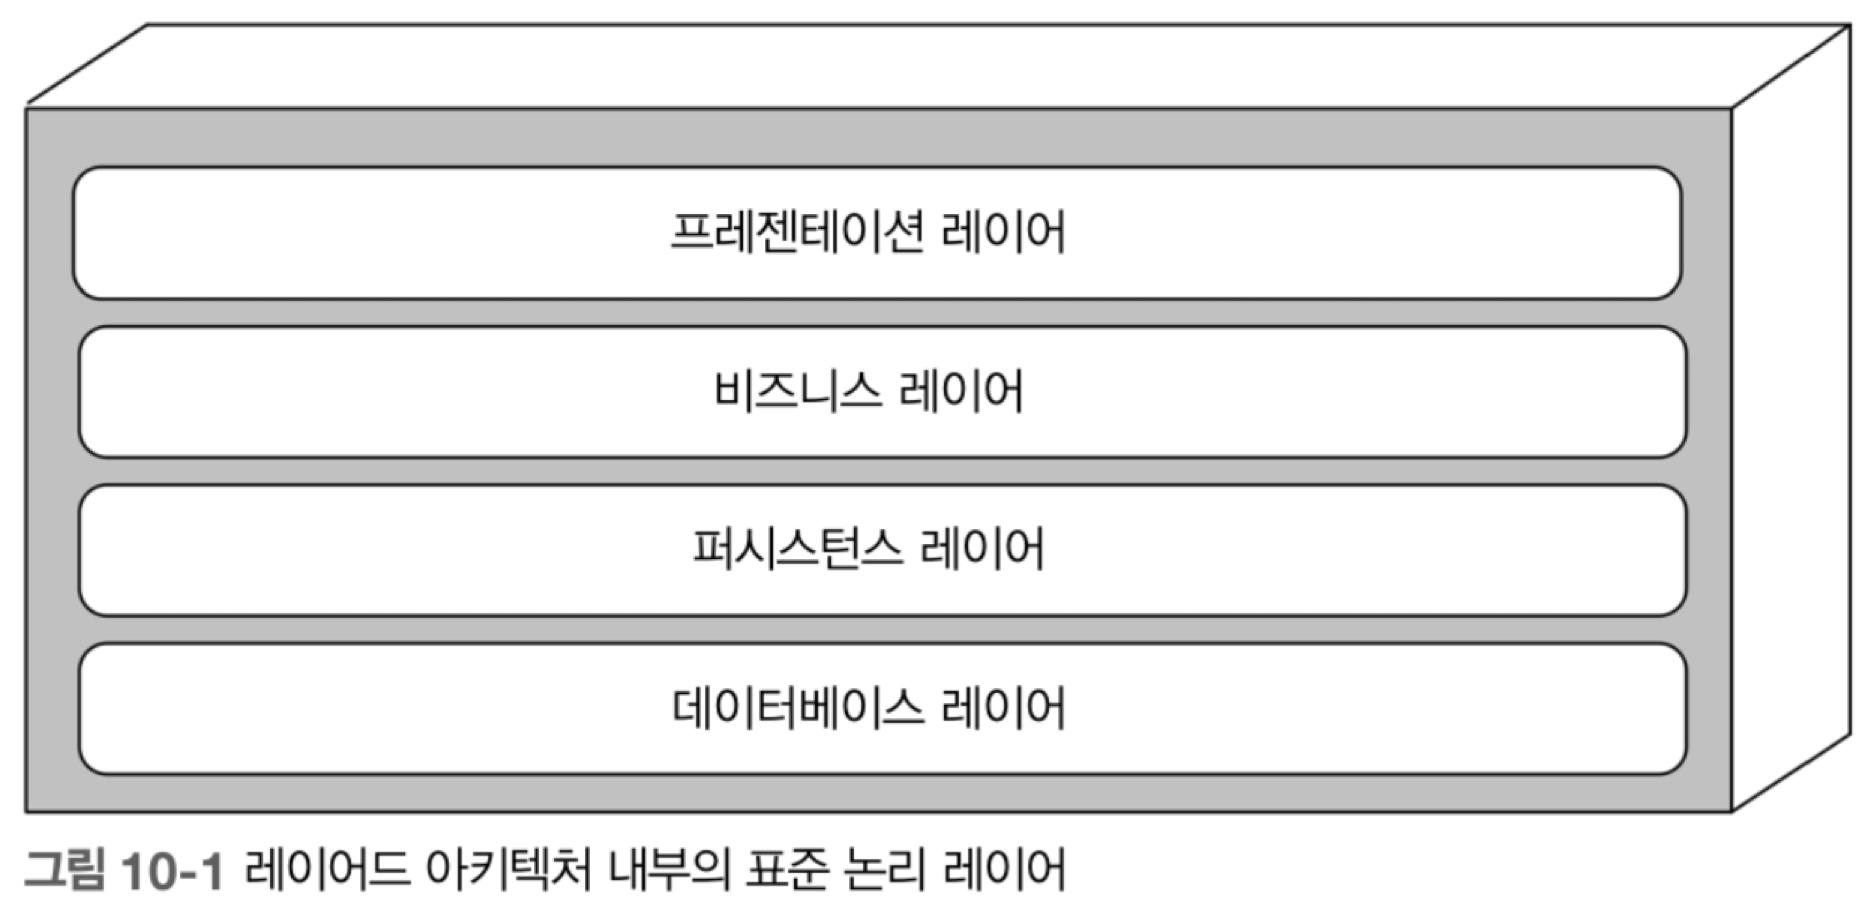 프레젠테이션 레이어
비즈니스 레이어
퍼시스턴스 레이어
데이터베이스 레이어
그림 10-1 레이어드 아키텍처 내부의 표준 논리 레이어